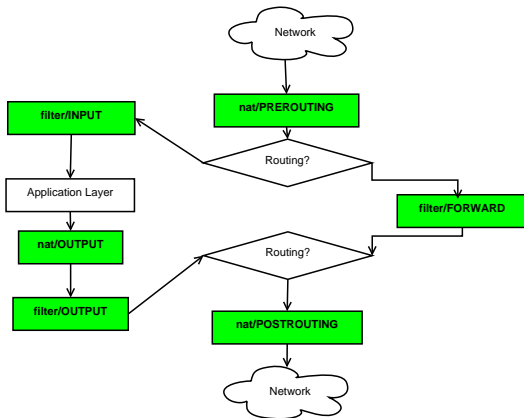 Network
nat/PREROUTING
filter/INPUT
Routing?
Application Layer
filter/FORWARD
nat/OUTPUT
Routing?
filter/OUTPUT
nat/POSTROUTING
Network